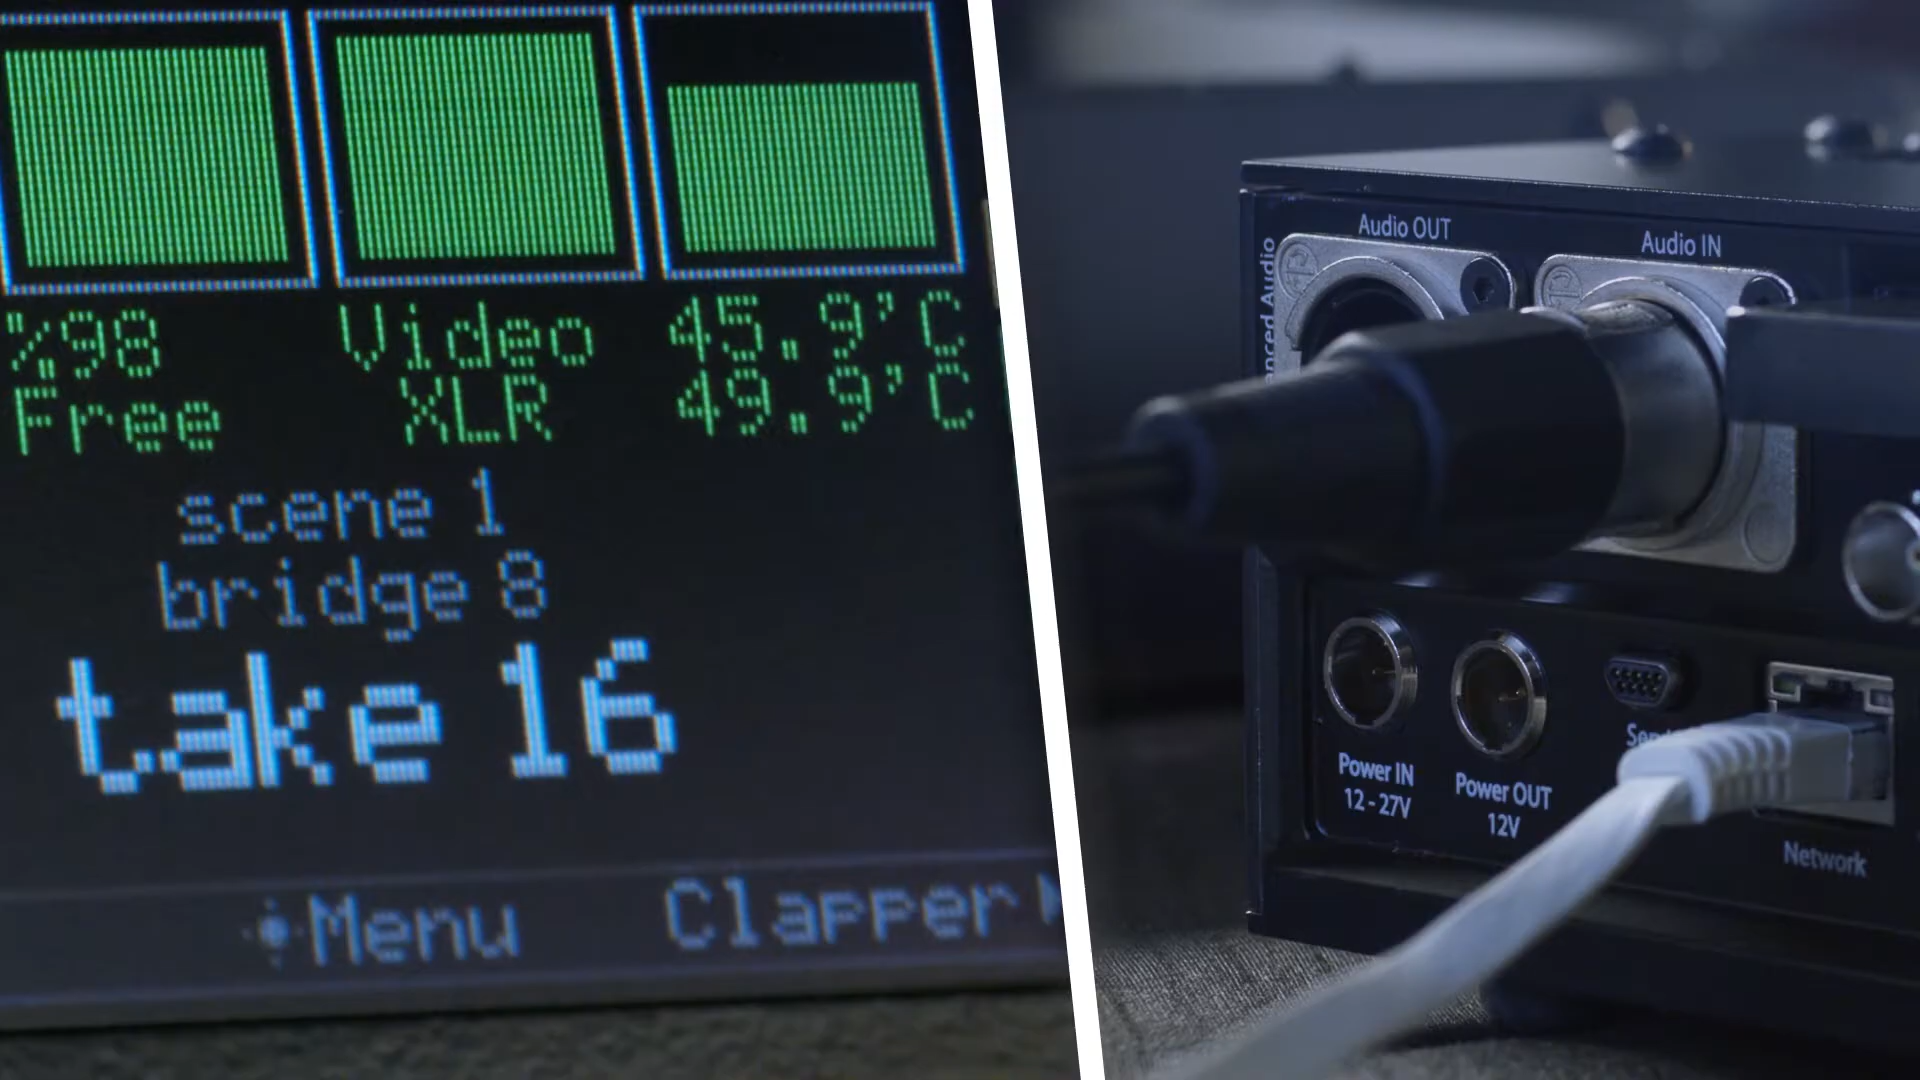 %98
Free
Video
XLR
45.9'C
49.9'C
scene 1
bridge 8
take 16
Menu
Clapper
Audio OUT
Audio IN
Power IN
12 - 27V
Power OUT
12V
Network